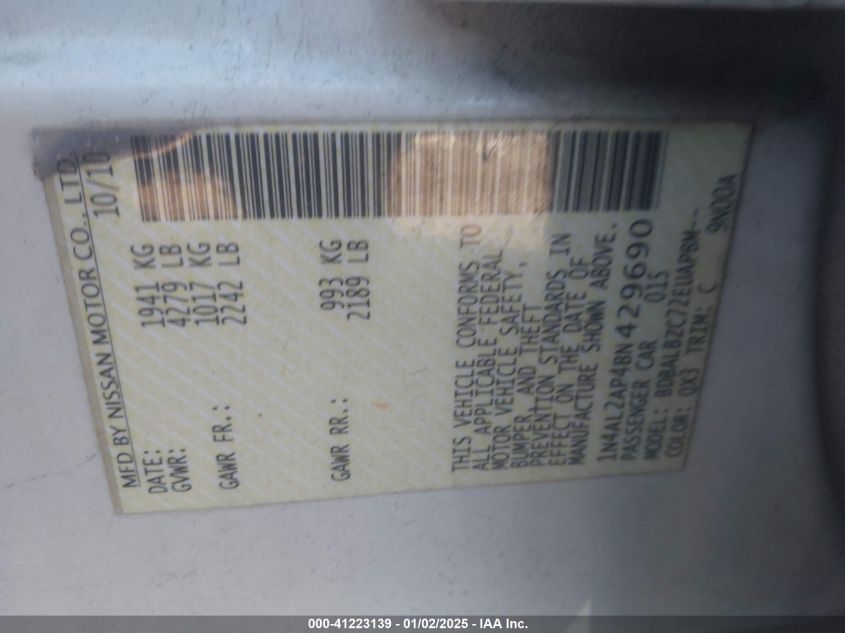 MFD BY NISSAN MOTOR CO., LTD.
DATE: 10/10
GVWR: 1941 KG
4279 LB
GAWR FR.: 1017 KG
2242 LB
GAWR RR.: 993 KG
2189 LB
THIS VEHICLE CONFORMS TO
ALL APPLICABLE FEDERAL
MOTOR VEHICLE SAFETY,
BUMPER, AND THEFT
PREVENTION STANDARDS IN
EFFECT ON THE DATE OF
MANUFACTURE SHOWN ABOVE.
1N4AL2AP4BN429690
PASSENGER CAR 015
MODEL: BDBALB2C72EUAPBM---
COLOR: QX3 TRIM: C 9N00A
000-41223139 - 01/02/2025 - IAA Inc.